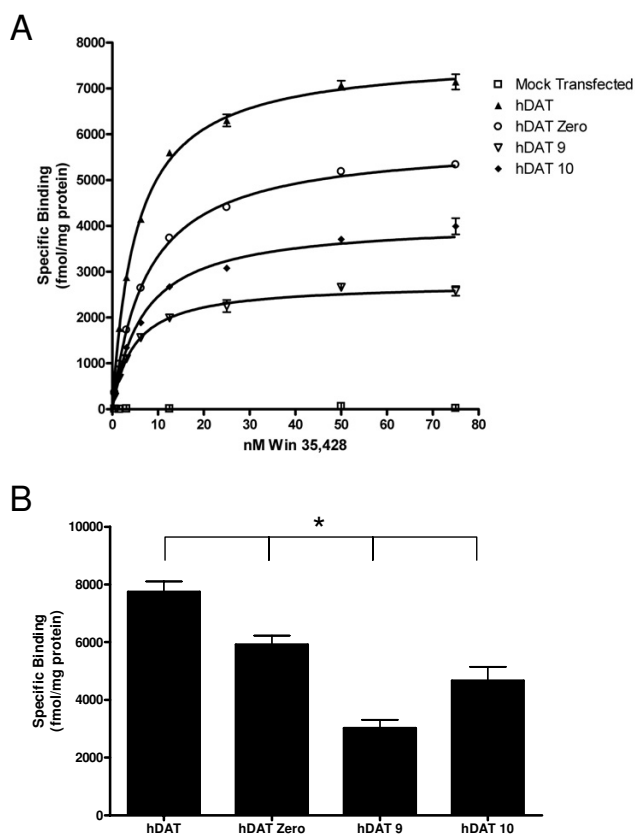 A
8000
7000
6000
5000
4000
3000
2000
1000
0
Specific Binding
(fmol/mg protein)
0 10 20 30 40 50 60 70 80
nM Win 35,428
Mock Transfected
hDAT
hDAT Zero
hDAT 9
hDAT 10
B
10000
8000
6000
4000
2000
0
Specific Binding
(fmol/mg protein)
*
hDAT hDAT Zero hDAT 9 hDAT 10